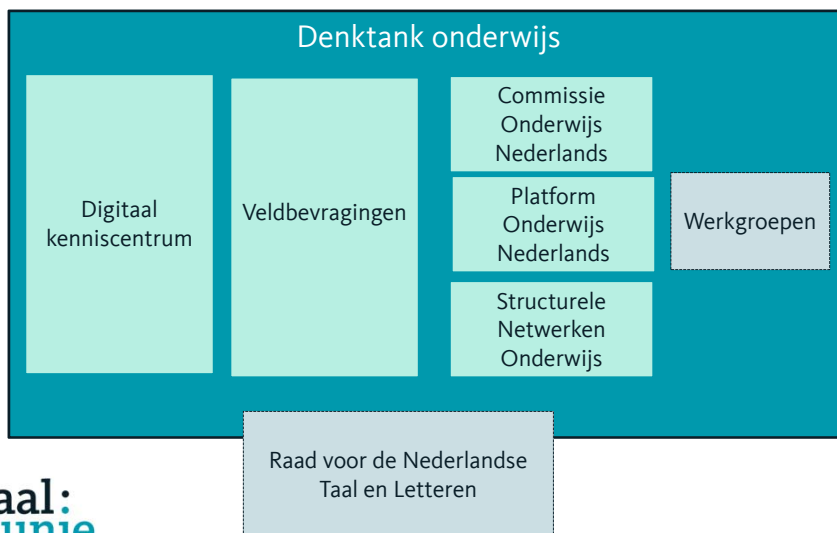 Denktank onderwijs
Digitaal
kenniscentrum
Veldbevragingen
Commissie
Onderwijs
Nederlands
Platform
Onderwijs
Nederlands
Structurele
Netwerken
Onderwijs
Werkgroepen
Raad voor de Nederlandse
Taal en Letteren
aal:
unie